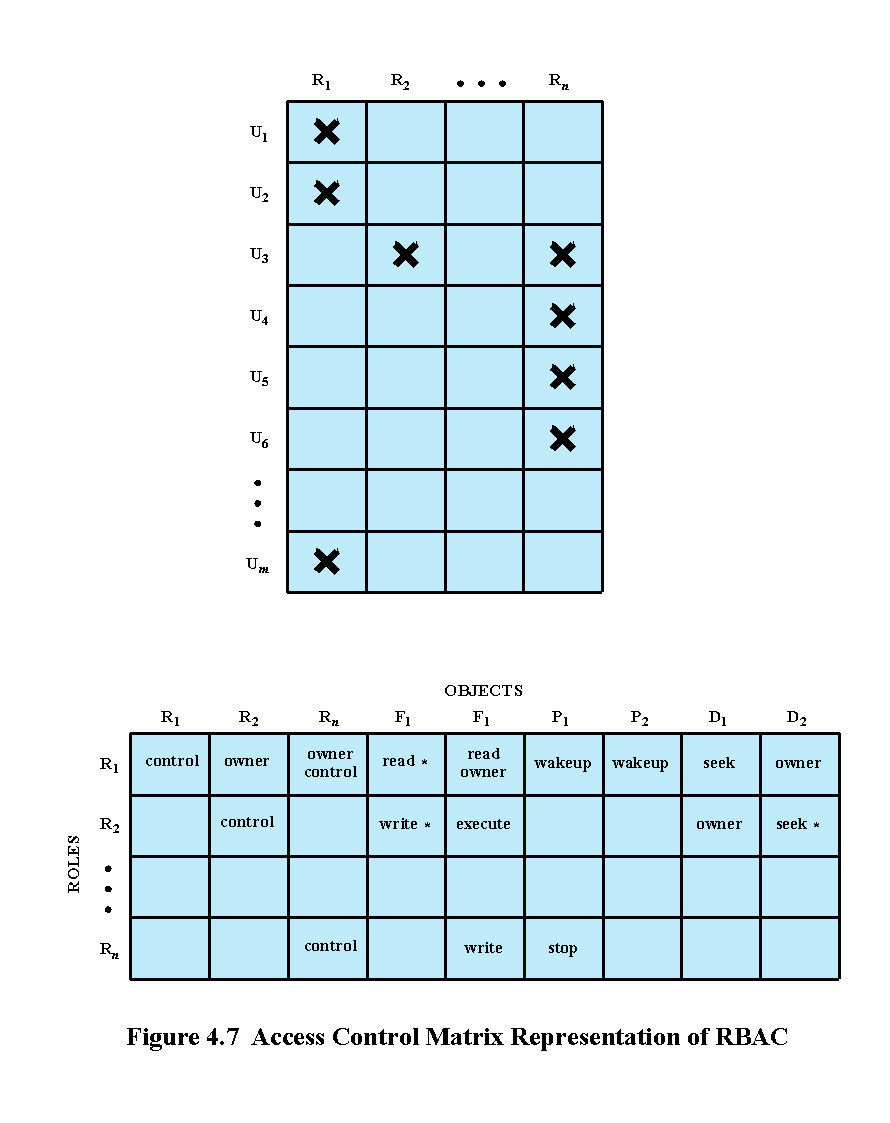 R1 R2 • • • Rn
U1
U2
U3
U4
U5
U6
•
•
•
Um
OBJECTS
R1 R2 Rn F1 F1 P1 P2 D1 D2
ROLES
R1 control owner owner control read * read owner wakeup wakeup seek owner
R2 control write * execute owner seek *
•
•
•
Rn control write stop
Figure 4.7 Access Control Matrix Representation of RBAC